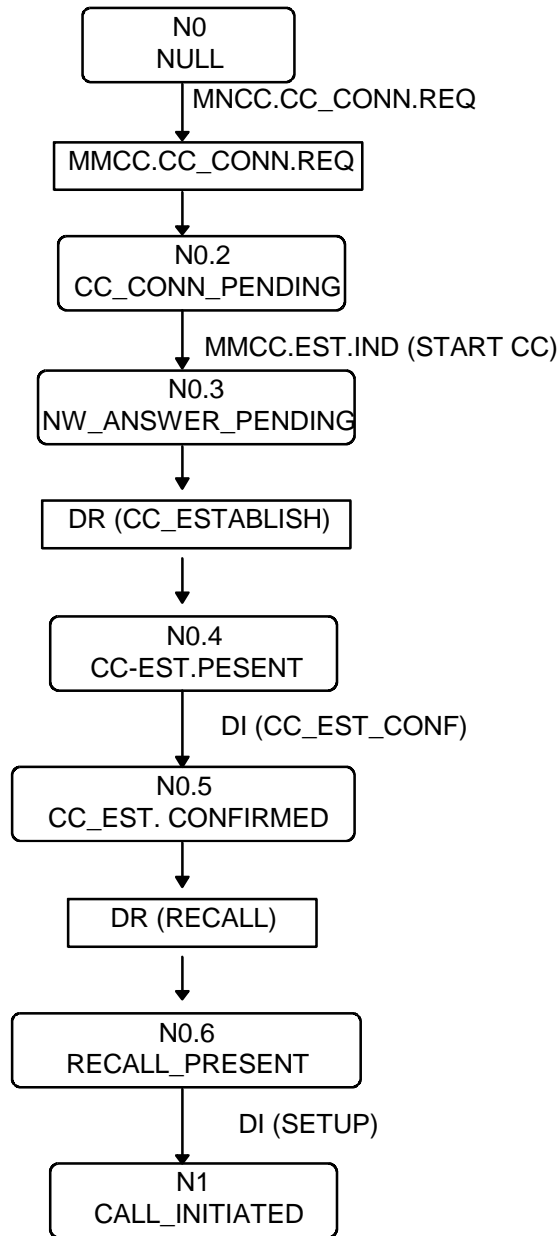 N0
NULL
MNCC.CC_CONN.REQ
MMCC.CC_CONN.REQ
N0.2
CC_CONN_PENDING
MMCC.EST.IND (START CC)
N0.3
NW_ANSWER_PENDING
DR (CC_ESTABLISH)
N0.4
CC-EST.PESENT
DI (CC_EST_CONF)
N0.5
CC_EST. CONFIRMED
DR (RECALL)
N0.6
RECALL_PRESENT
DI (SETUP)
N1
CALL_INITIATED